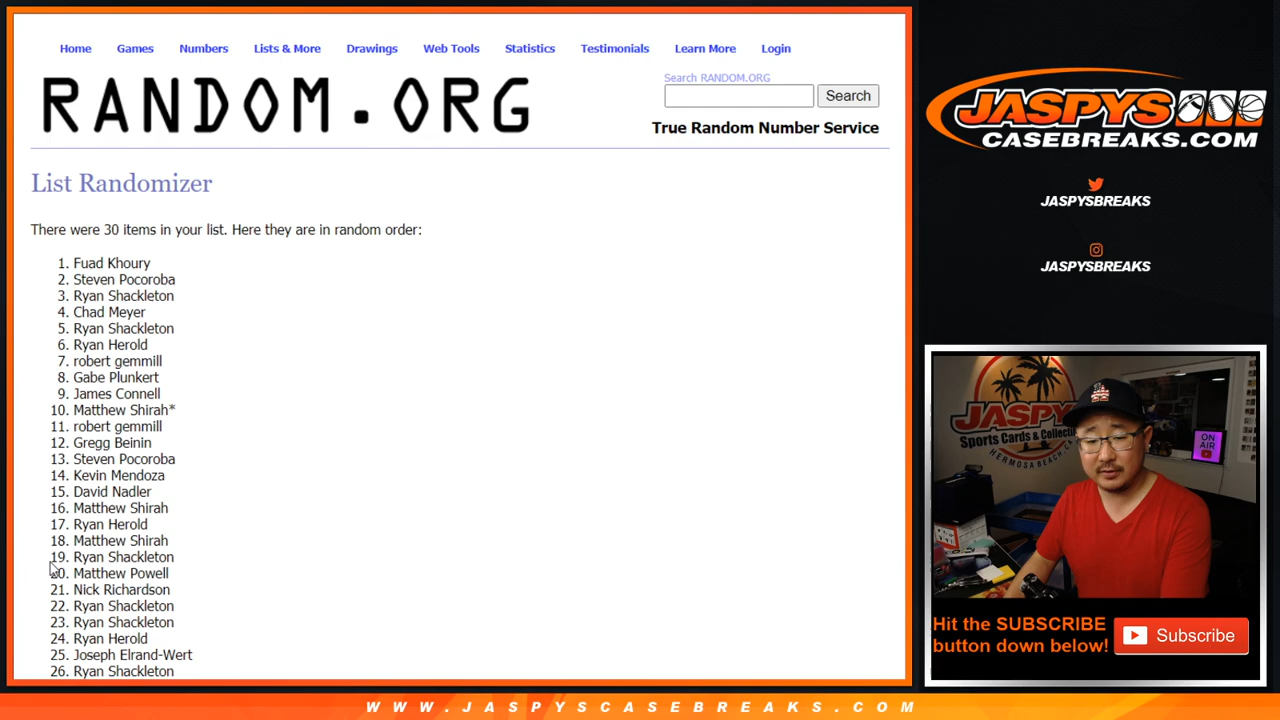 Home Games Numbers Lists & More Drawings Web Tools Statistics Testimonials Learn More Login
RANDOM.ORG
Search RANDOM.ORG
Search
True Random Number Service
List Randomizer
There were 30 items in your list. Here they are in random order:
1. Fuad Khoury
2. Steven Pocoroba
3. Ryan Shackleton
4. Chad Meyer
5. Ryan Shackleton
6. Ryan Herold
7. robert gemmill
8. Gabe Plunkert
9. James Connell
10. Matthew Shirah*
11. robert gemmill
12. Gregg Beinin
13. Steven Pocoroba
14. Kevin Mendoza
15. David Nadler
16. Matthew Shirah
17. Ryan Herold
18. Matthew Shirah
19. Ryan Shackleton
20. Matthew Powell
21. Nick Richardson
22. Ryan Shackleton
23. Ryan Shackleton
24. Ryan Herold
25. Joseph Elrand-Wert
26. Ryan Shackleton
JASPYS
CASEBREAKS.COM
JASPYSBREAKS
JASPYSBREAKS
JASPYS
Sports Cards & Collecti
HERMOSA BEACH, CA
ON
AIR
Hit the SUBSCRIBE
button down below!
Subscribe
WWW.JASPYSCASEBREAKS.COM